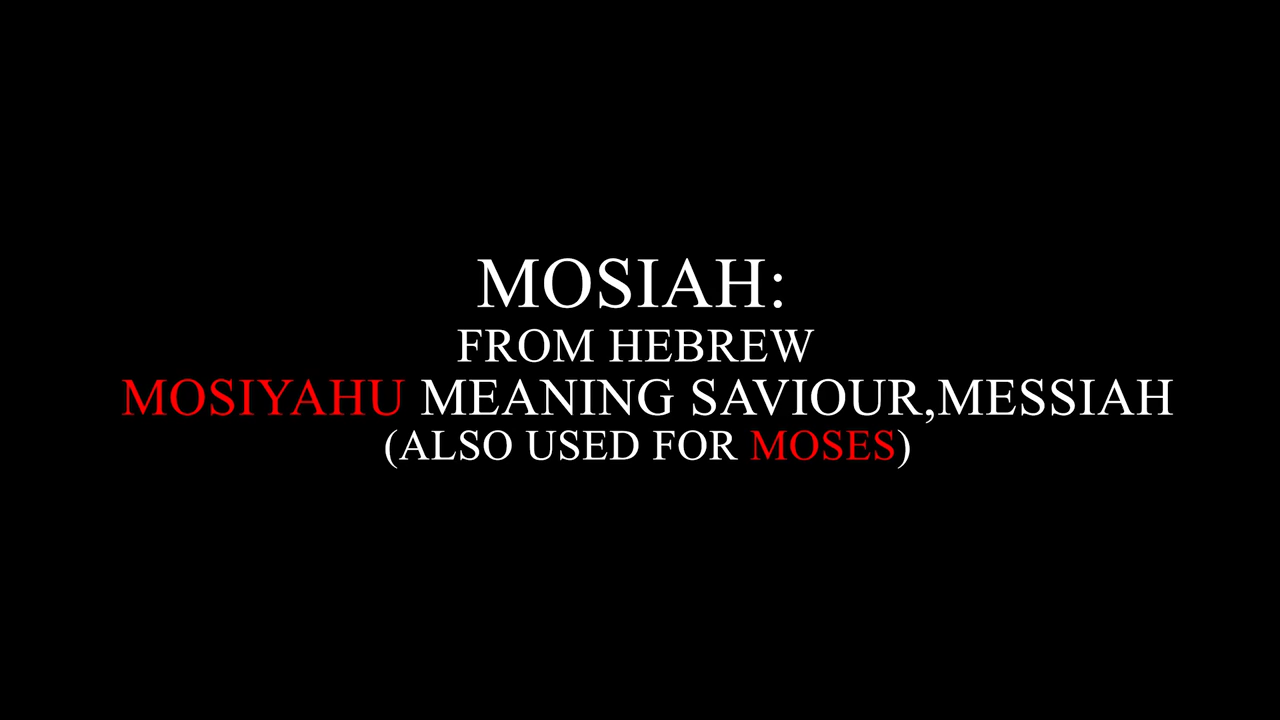 MOSIAH:
FROM HEBREW
MOSIYAHU MEANING SAVIOUR,MESSIAH
(ALSO USED FOR MOSES)